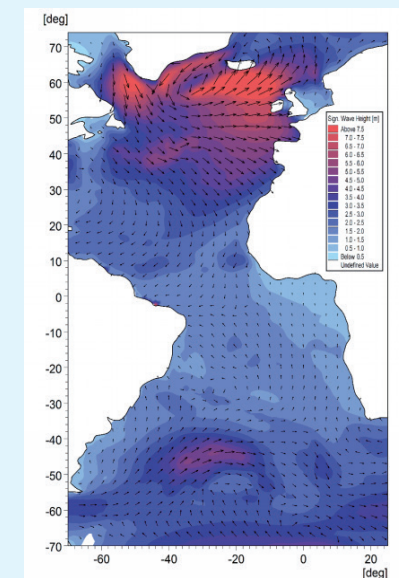 [deg]
70
60
50
40
30
20
10
0
-10
-20
-30
-40
-50
-60
-70
Sign. Wave Height [m]
Above 7.5
7.0 - 7.5
6.5 - 7.0
6.0 - 6.5
5.5 - 6.0
5.0 - 5.5
4.5 - 5.0
4.0 - 4.5
3.5 - 4.0
3.0 - 3.5
2.5 - 3.0
2.0 - 2.5
1.5 - 2.0
1.0 - 1.5
0.5 - 1.0
Below 0.5
Undefined Value
-60 -40 -20 0 20
[deg]